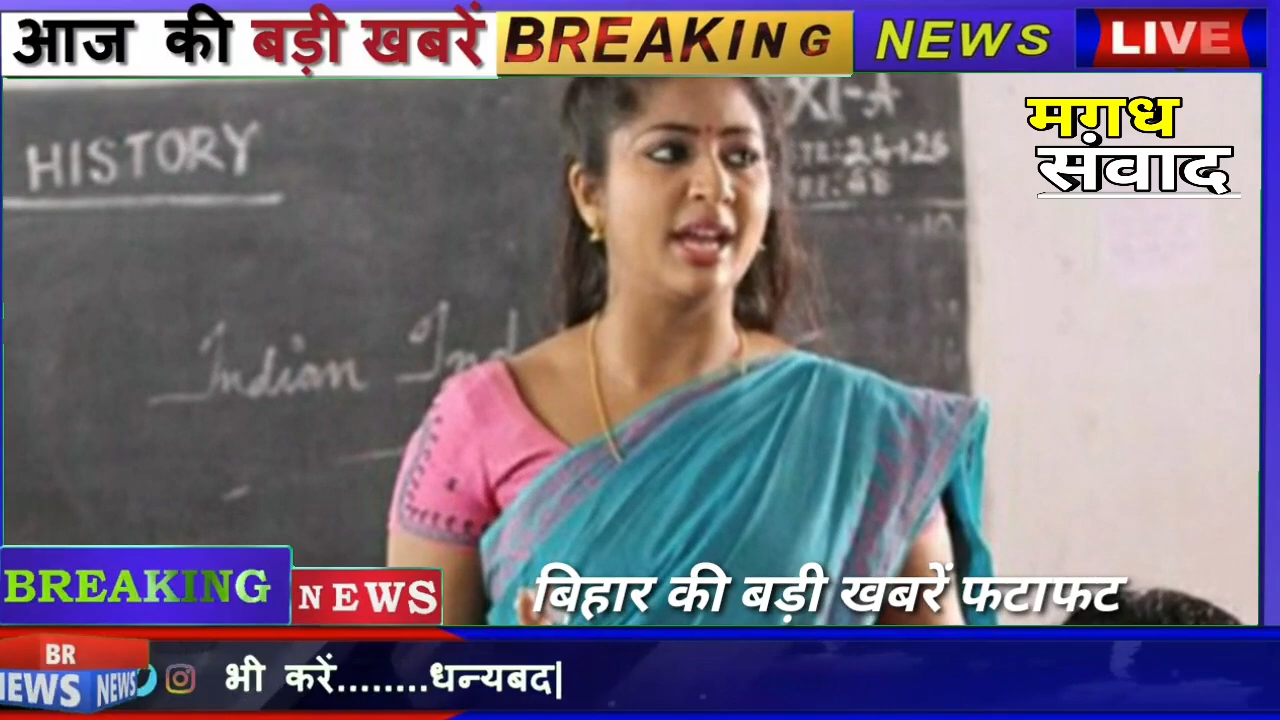 आज की बड़ी खबरें BREAKING NEWS LIVE
मगध
संवाद
HISTORY
XI-A
Indian Ind
BREAKING NEWS
बिहार की बड़ी खबरें फटाफट
BR
NEWS NEWS
भी करें........धन्यबद|